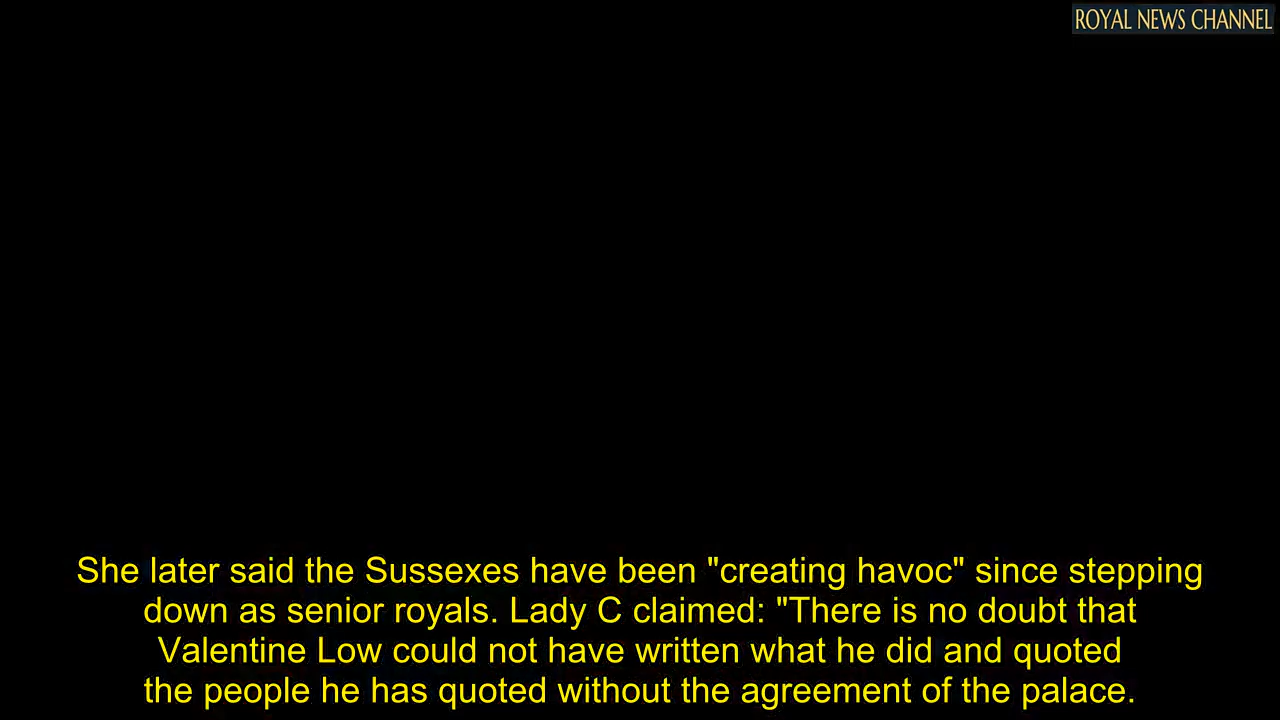 ROYAL NEWS CHANNEL
She later said the Sussexes have been "creating havoc" since stepping
down as senior royals. Lady C claimed: "There is no doubt that
Valentine Low could not have written what he did and quoted
the people he has quoted without the agreement of the palace.